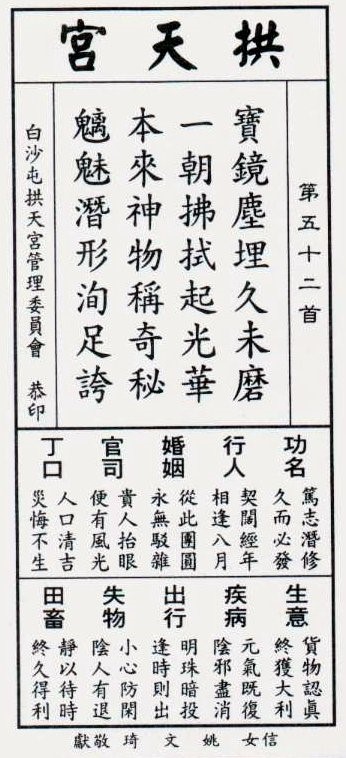 拱天宮
第五十二首
寶鏡塵埋久未磨
一朝拂拭起光華
本來神物稱奇秘
魑魅潛形洵足誇
白沙屯拱天宮管理委員會　恭印
功名
篤志潛修
久而必發
行人
契闊經年
相逢八月
婚姻
從此團圓
永無駁雜
官司
貴人抬眼
便有風光
丁口
人口清吉
災悔不生
生意
貨物認眞
終獲大利
疾病
元氣既復
陰邪盡消
出行
明珠暗投
逢時則出
失物
小心防閑
陰人有退
田畜
靜以待時
終久得利
信女　姚文琦　敬獻